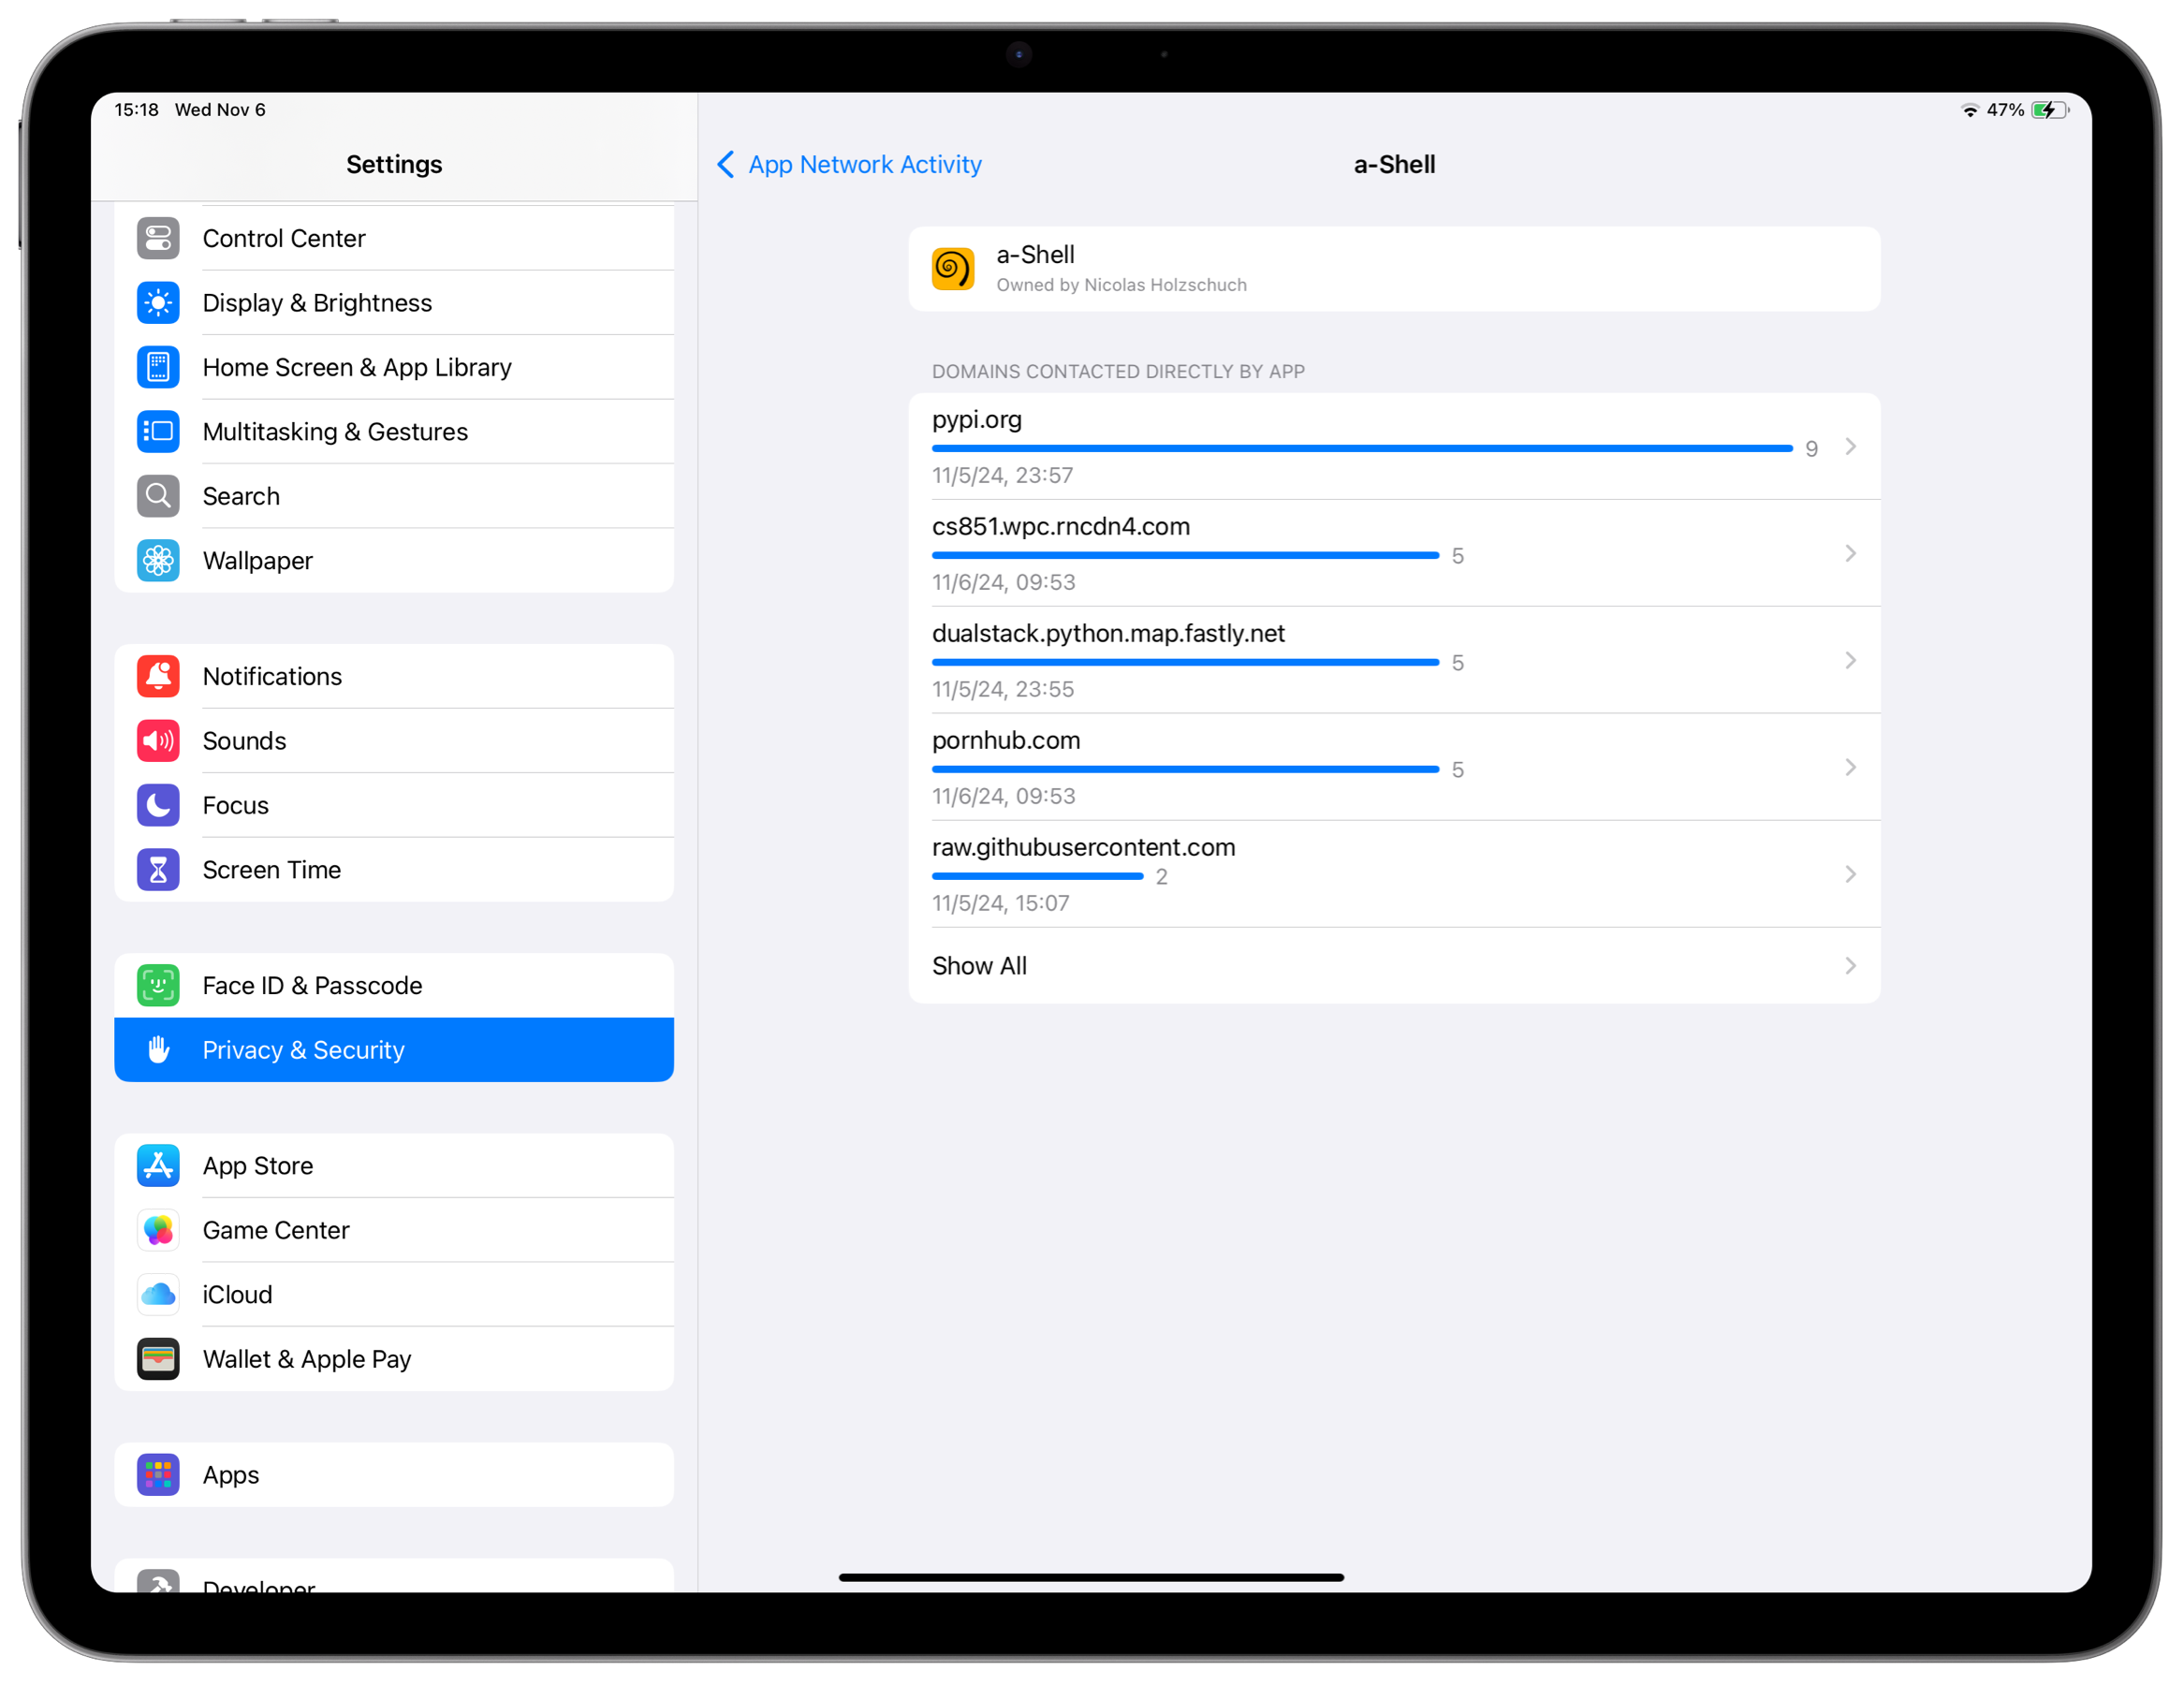 15:18 Wed Nov 6
47%
Settings
Control Center
Display & Brightness
Home Screen & App Library
Multitasking & Gestures
Search
Wallpaper
Notifications
Sounds
Focus
Screen Time
Face ID & Passcode
Privacy & Security
App Store
Game Center
iCloud
Wallet & Apple Pay
Apps
Developer
App Network Activity
a-Shell
a-Shell
Owned by Nicolas Holzschuch
DOMAINS CONTACTED DIRECTLY BY APP
pypi.org
9
11/5/24, 23:57
cs851.wpc.rncdn4.com
5
11/6/24, 09:53
dualstack.python.map.fastly.net
5
11/5/24, 23:55
pornhub.com
5
11/6/24, 09:53
raw.githubusercontent.com
2
11/5/24, 15:07
Show All